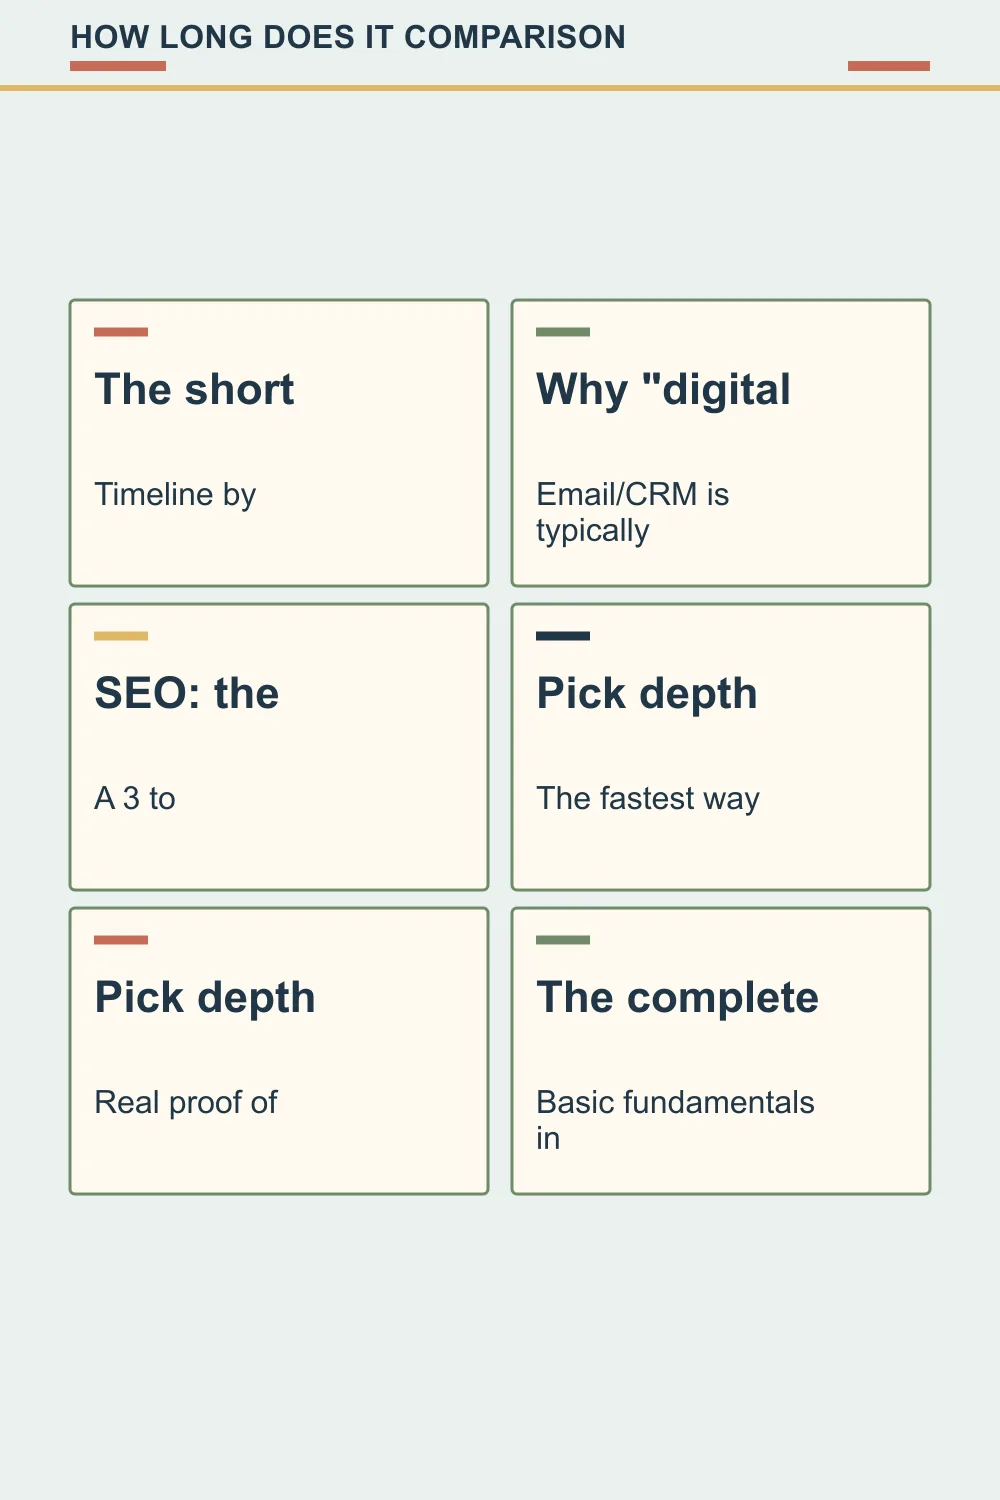 HOW LONG DOES IT COMPARISON
The short
Timeline by
Why "digital
Email/CRM is
typically
SEO: the
A 3 to
Pick depth
The fastest way
Pick depth
Real proof of
The complete
Basic fundamentals
in